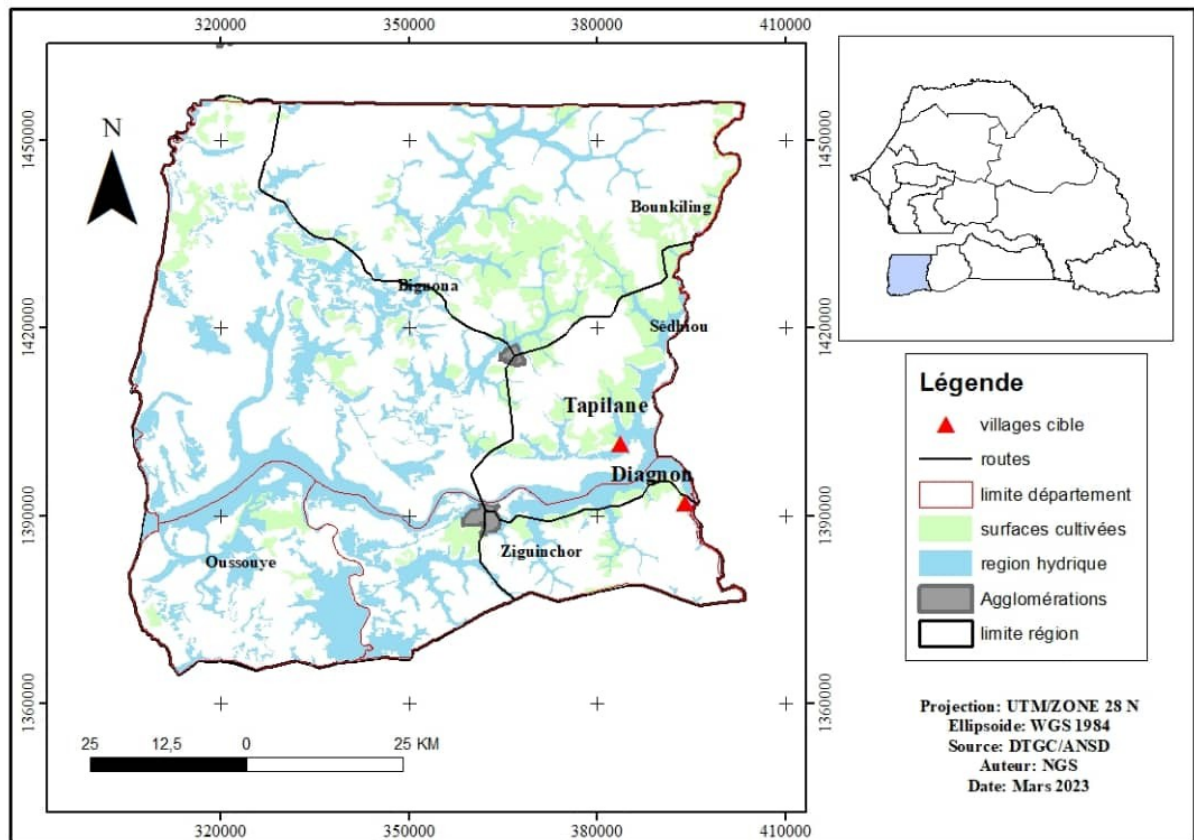 320000
350000
380000
410000
N
1450000
1450000
Bounkiling
Bignona
1420000
Sédhiou
1420000
Tapilane
Diagnon
1390000
1390000
Ziguinchor
Oussouye
1360000
1360000
25
12,5
0
25 KM
320000
350000
380000
410000
Légende
villages cible
routes
limite département
surfaces cultivées
region hydrique
Agglomérations
limite région
Projection: UTM/ZONE 28 N
Ellipsoide: WGS 1984
Source: DTGC/ANSD
Auteur: NGS
Date: Mars 2023